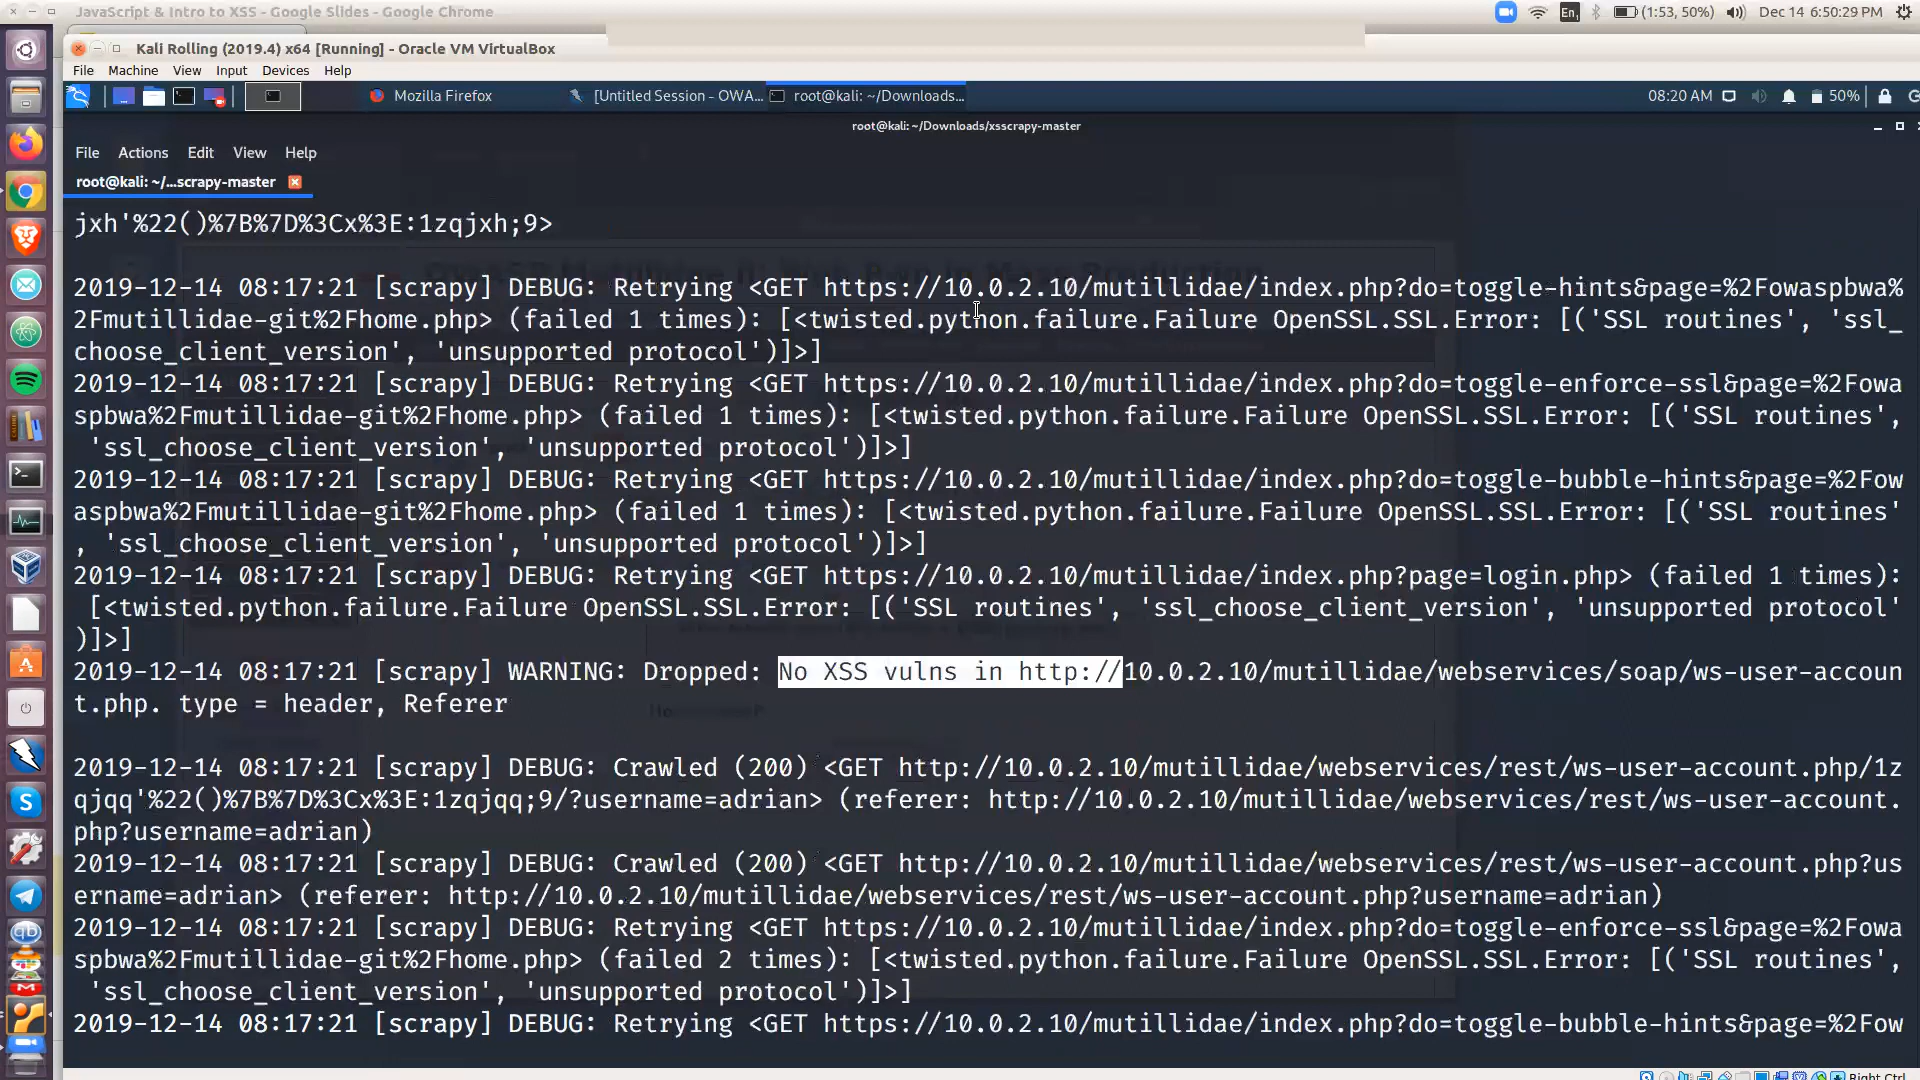 JavaScript & Intro to XSS - Google Slides - Google Chrome
En1
(1:53, 50%)
Dec 14 6:50:29 PM
Kali Rolling (2019.4) x64 [Running] - Oracle VM VirtualBox
File Machine View Input Devices Help
Mozilla Firefox
[Untitled Session - OWA...
root@kali: ~/Downloads...
08:20 AM
50%
root@kali: ~/Downloads/xsscrapy-master
File Actions Edit View Help
root@kali: ~/...scrapy-master
jxh'%22()%7B%7D%3Cx%3E:1zqjxh;9>
2019-12-14 08:17:21 [scrapy] DEBUG: Retrying <GET https://10.0.2.10/mutillidae/index.php?do=toggle-hints&page=%2Fowaspbwa%
2Fmutillidae-git%2Fhome.php> (failed 1 times): [<twisted.python.failure.Failure OpenSSL.SSL.Error: [('SSL routines', 'ssl_
choose_client_version', 'unsupported protocol')]>]
2019-12-14 08:17:21 [scrapy] DEBUG: Retrying <GET https://10.0.2.10/mutillidae/index.php?do=toggle-enforce-ssl&page=%2Fowa
spbwa%2Fmutillidae-git%2Fhome.php> (failed 1 times): [<twisted.python.failure.Failure OpenSSL.SSL.Error: [('SSL routines',
'ssl_choose_client_version', 'unsupported protocol')]>]
2019-12-14 08:17:21 [scrapy] DEBUG: Retrying <GET https://10.0.2.10/mutillidae/index.php?do=toggle-bubble-hints&page=%2Fow
aspbwa%2Fmutillidae-git%2Fhome.php> (failed 1 times): [<twisted.python.failure.Failure OpenSSL.SSL.Error: [('SSL routines'
, 'ssl_choose_client_version', 'unsupported protocol')]>]
2019-12-14 08:17:21 [scrapy] DEBUG: Retrying <GET https://10.0.2.10/mutillidae/index.php?page=login.php> (failed 1 times):
[<twisted.python.failure.Failure OpenSSL.SSL.Error: [('SSL routines', 'ssl_choose_client_version', 'unsupported protocol'
)]>]
2019-12-14 08:17:21 [scrapy] WARNING: Dropped: No XSS vulns in http://10.0.2.10/mutillidae/webservices/soap/ws-user-accoun
t.php. type = header, Referer
2019-12-14 08:17:21 [scrapy] DEBUG: Crawled (200) <GET http://10.0.2.10/mutillidae/webservices/rest/ws-user-account.php/1z
qjqq'%22()%7B%7D%3Cx%3E:1zqjqq;9/?username=adrian> (referer: http://10.0.2.10/mutillidae/webservices/rest/ws-user-account.
php?username=adrian)
2019-12-14 08:17:21 [scrapy] DEBUG: Crawled (200) <GET http://10.0.2.10/mutillidae/webservices/rest/ws-user-account.php?us
ername=adrian> (referer: http://10.0.2.10/mutillidae/webservices/rest/ws-user-account.php?username=adrian)
2019-12-14 08:17:21 [scrapy] DEBUG: Retrying <GET https://10.0.2.10/mutillidae/index.php?do=toggle-enforce-ssl&page=%2Fowa
spbwa%2Fmutillidae-git%2Fhome.php> (failed 2 times): [<twisted.python.failure.Failure OpenSSL.SSL.Error: [('SSL routines',
'ssl_choose_client_version', 'unsupported protocol')]>]
2019-12-14 08:17:21 [scrapy] DEBUG: Retrying <GET https://10.0.2.10/mutillidae/index.php?do=toggle-bubble-hints&page=%2Fow
Right Ctrl